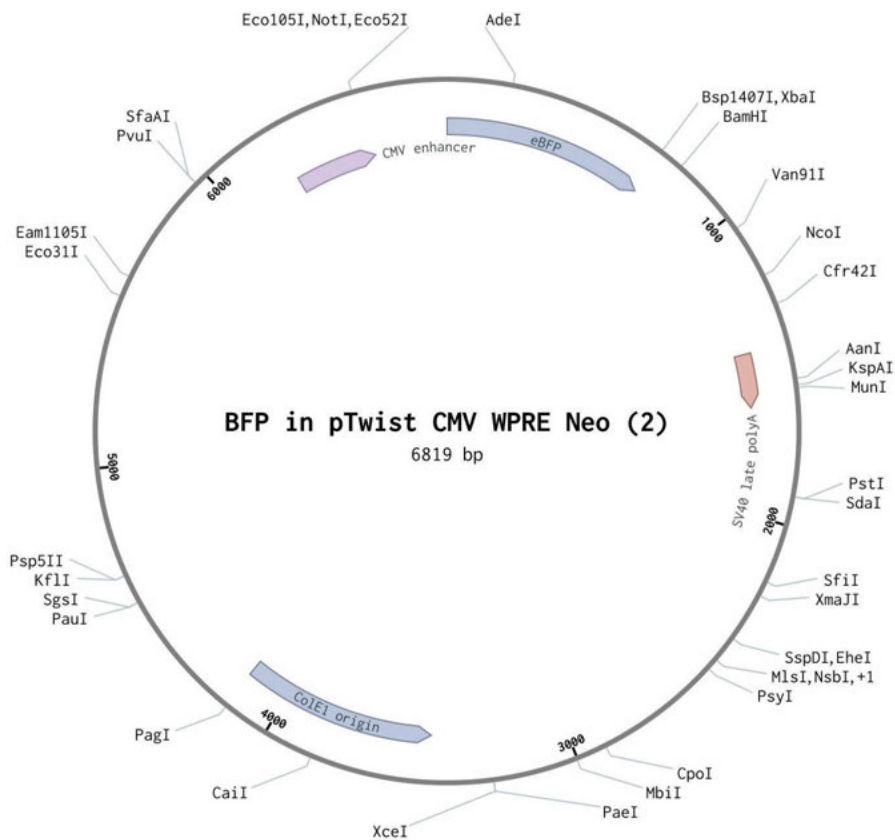 Eco105I,NotI,Eco52I
AdeI
Bsp1407I,XbaI
BamHI
SfaAI
PvuI
CMV enhancer
eBFP
Van91I
6000
1000
Eam1105I
Eco31I
NcoI
Cfr42I
AanI
KspAI
MunI
BFP in pTwist CMV WPRE Neo (2)
6819 bp
SV40 late polyA
5000
PstI
SdaI
2000
Psp5II
KflI
SgsI
PauI
SfiI
XmaJI
SspDI,EheI
MlsI,NsbI,+1
PsyI
ColE1 origin
4000
3000
PagI
CaiI
CpoI
MbiI
PaeI
XceI